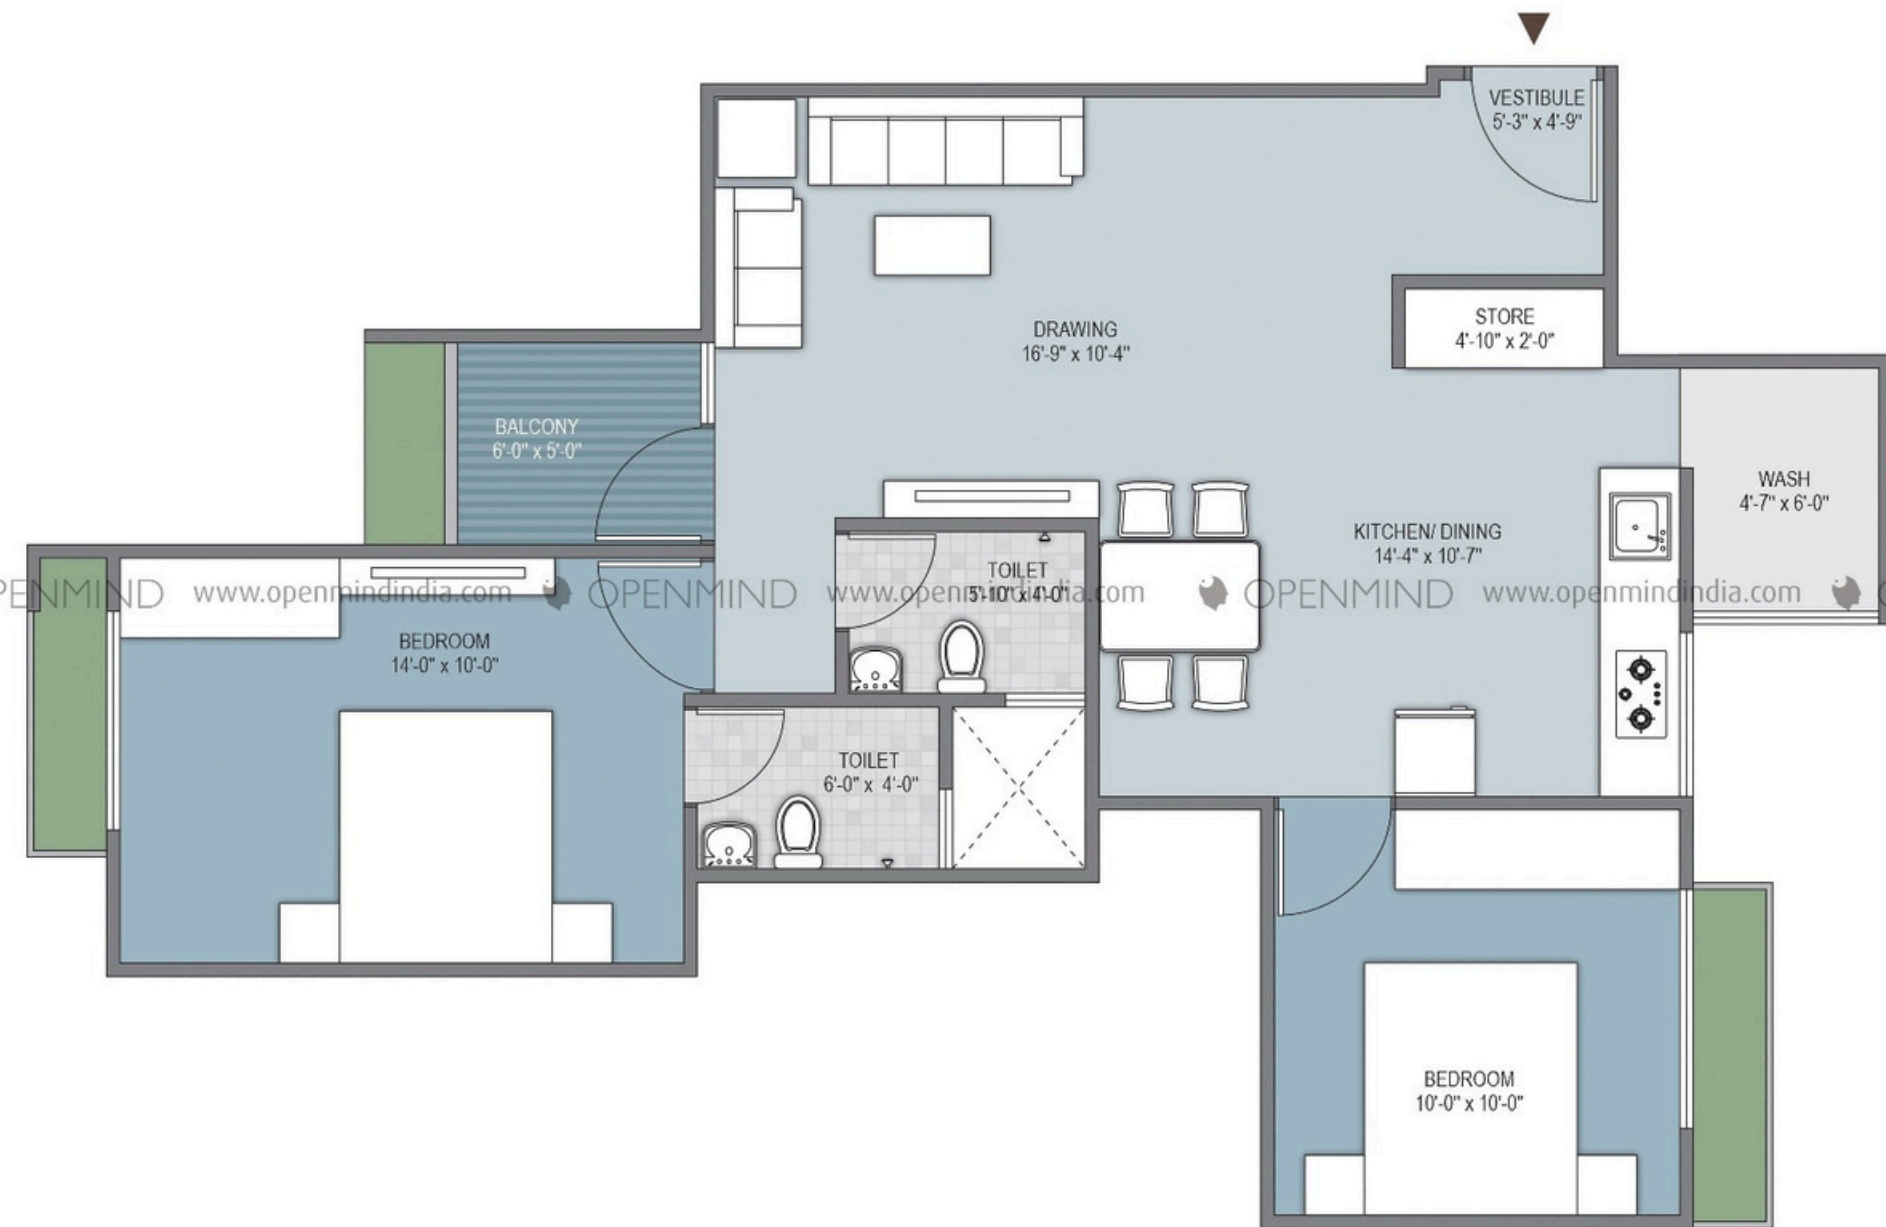 VESTIBULE
5'-3" x 4'-9"
STORE
4'-10" x 2'-0"
DRAWING
16'-9" x 10'-4"
BALCONY
6'-0" x 5'-0"
WASH
4'-7" x 6'-0"
KITCHEN/ DINING
14'-4" x 10'-7"
TOILET
5'-10" x 4'-0"
OPENMIND www.openmindindia.com OPENMIND www.openmindindia.com OPENMIND www.openmindindia.com
BEDROOM
14'-0" x 10'-0"
TOILET
6'-0" x 4'-0"
BEDROOM
10'-0" x 10'-0"